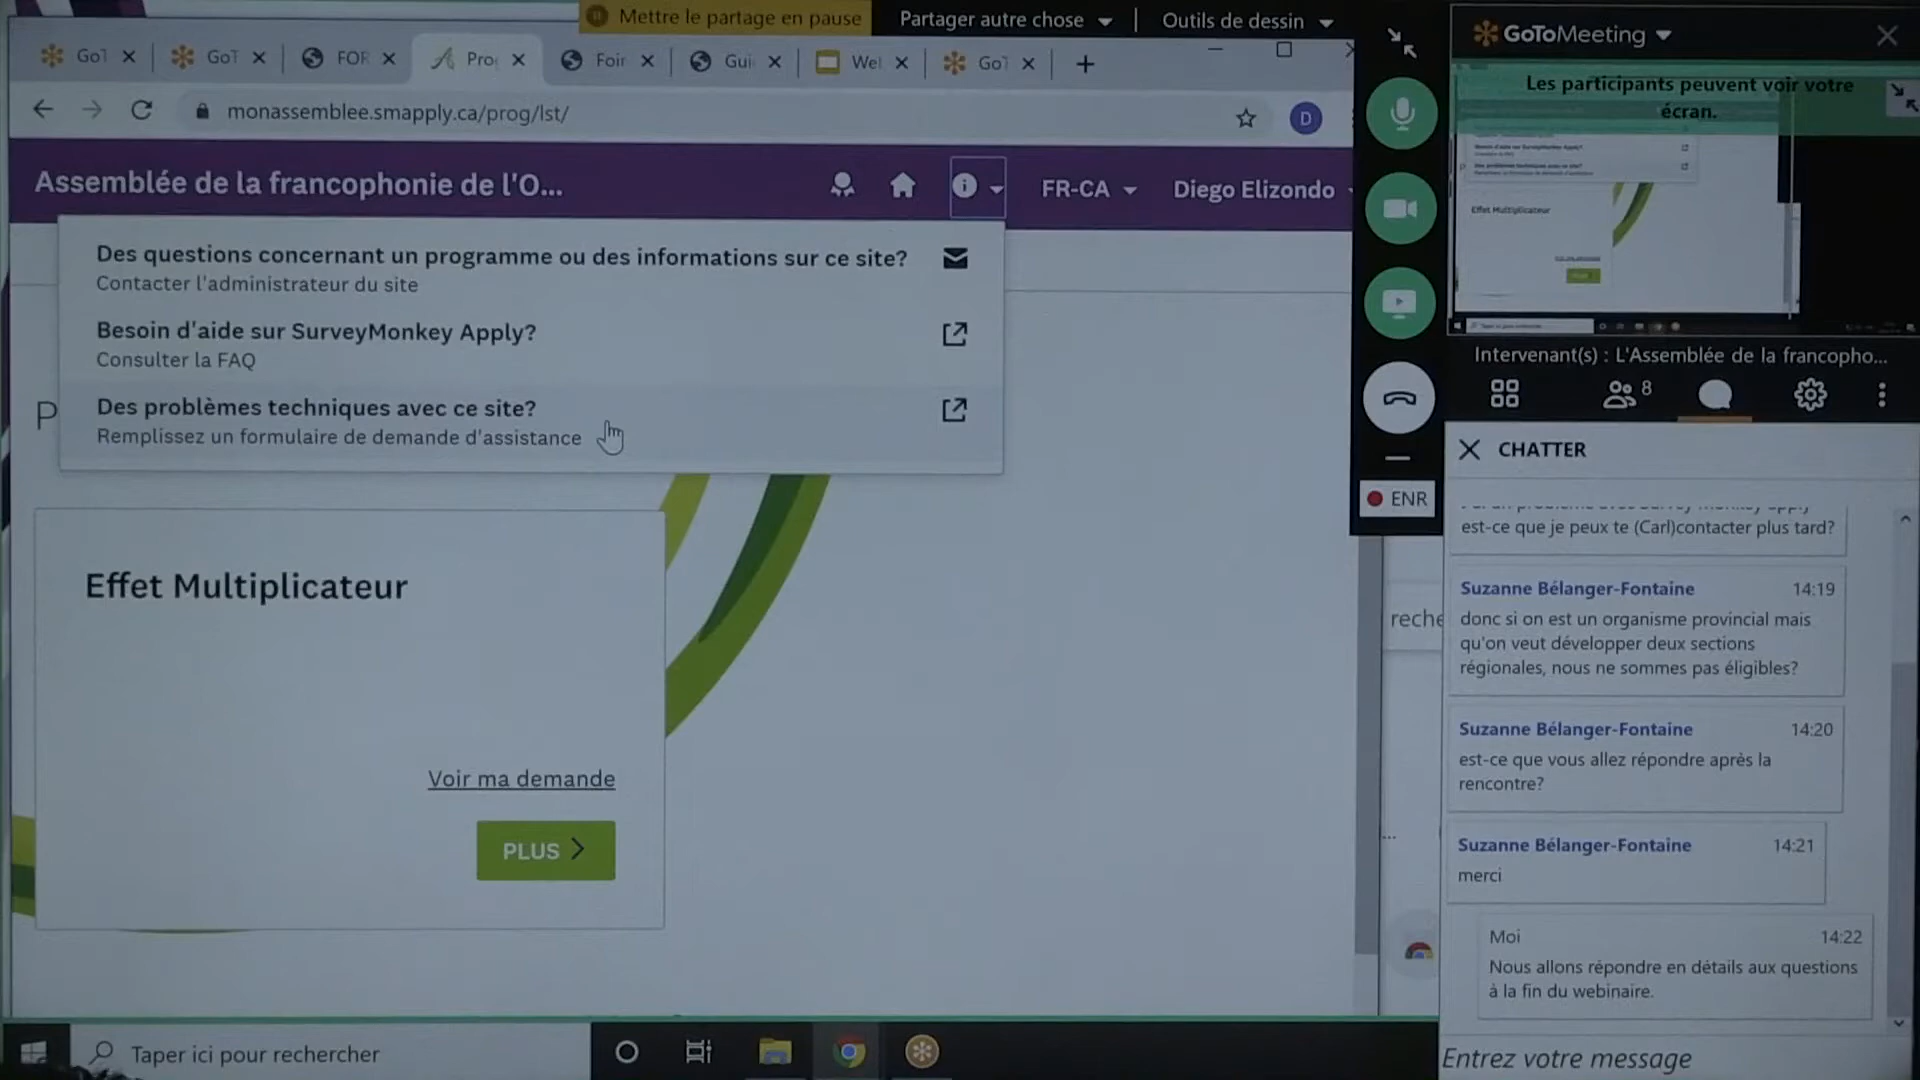 Mettre le partage en pause
Partager autre chose
Outils de dessin
GoToMeeting
GoT
GoT
FOR
Pro
Foir
Gui
Wel
GoT
Les participants peuvent voir votre
écran.
monassemblee.smapply.ca/prog/lst/
D
Assemblée de la francophonie de l'O...
FR-CA
Diego Elizondo
Des questions concernant un programme ou des informations sur ce site?
Contacter l'administrateur du site
Besoin d'aide sur SurveyMonkey Apply?
Consulter la FAQ
Des problèmes techniques avec ce site?
Remplissez un formulaire de demande d'assistance
P
Effet Multiplicateur
Voir ma demande
PLUS
ENR
reche
...
Effet Multiplicateur
Intervenant(s) : L'Assemblée de la francopho...
8
CHATTER
est-ce que je peux te (Carl)contacter plus tard?
Suzanne Bélanger-Fontaine 14:19
donc si on est un organisme provincial mais
qu'on veut développer deux sections
régionales, nous ne sommes pas éligibles?
Suzanne Bélanger-Fontaine 14:20
est-ce que vous allez répondre après la
rencontre?
Suzanne Bélanger-Fontaine 14:21
merci
Moi 14:22
Nous allons répondre en détails aux questions
à la fin du webinaire.
Entrez votre message
Taper ici pour rechercher